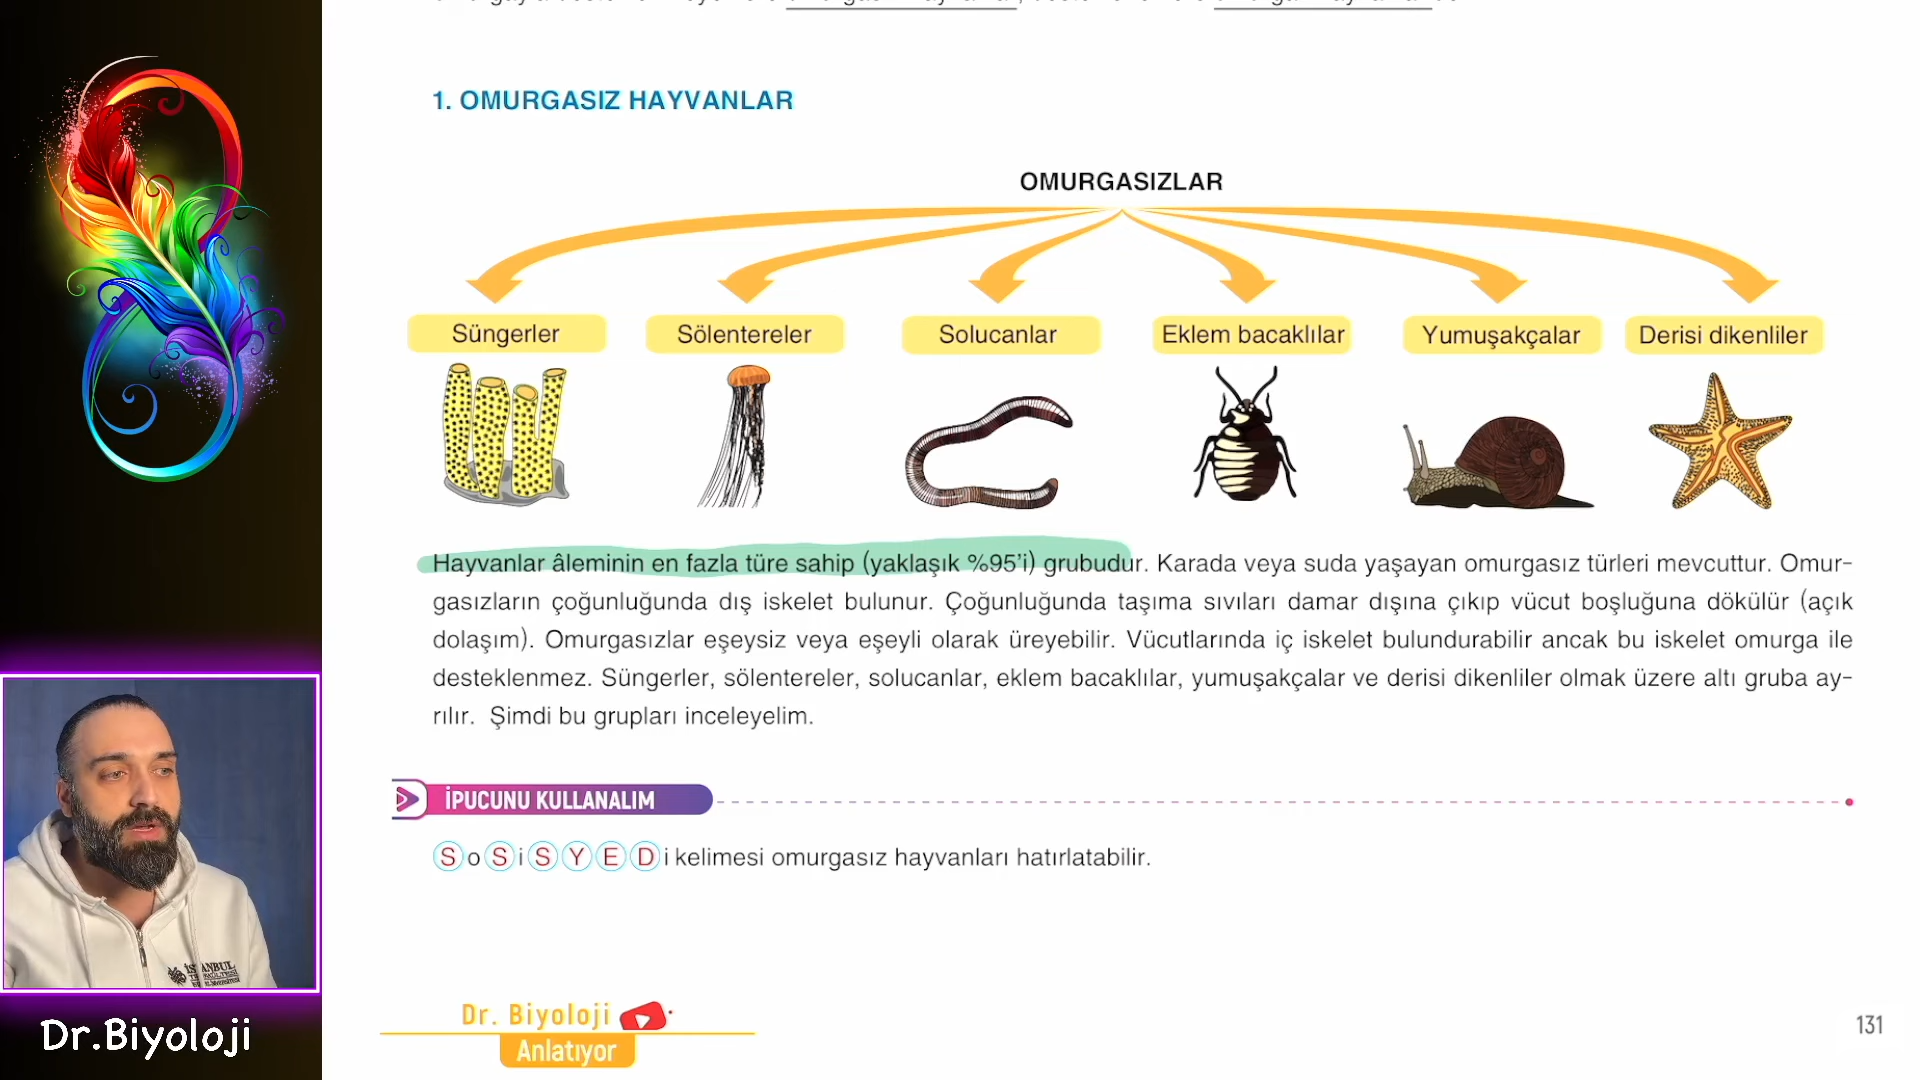 1. OMURGASIZ HAYVANLAR
OMURGASIZLAR
Süngerler
Sölentereler
Solucanlar
Eklem bacaklılar
Yumuşakçalar
Derisi dikenliler
Hayvanlar âleminin en fazla türe sahip (yaklaşık %95'i) grubudur. Karada veya suda yaşayan omurgasız türleri mevcuttur. Omur-
gasızların çoğunluğunda dış iskelet bulunur. Çoğunluğunda taşıma sıvıları damar dışına çıkıp vücut boşluğuna dökülür (açık
dolaşım). Omurgasızlar eşeysiz veya eşeyli olarak üreyebilir. Vücutlarında iç iskelet bulundurabilir ancak bu iskelet omurga ile
desteklenmez. Süngerler, sölentereler, solucanlar, eklem bacaklılar, yumuşakçalar ve derisi dikenliler olmak üzere altı gruba ay-
rılır. Şimdi bu grupları inceleyelim.
İPUCUNU KULLANALIM
SoSiSYEDi kelimesi omurgasız hayvanları hatırlatabilir.
İSTANBUL
Dr.Biyoloji
Dr. Biyoloji
Anlatıyor
131